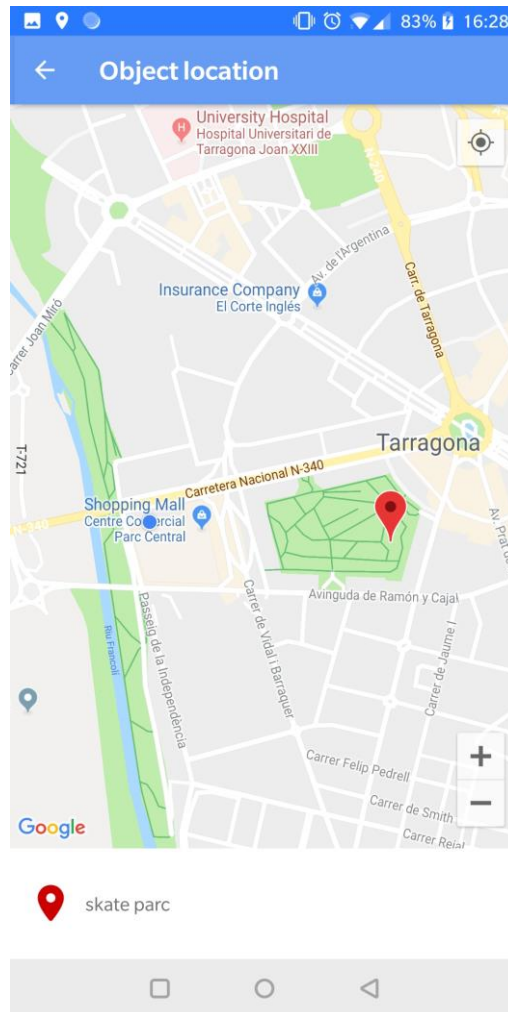 83% 16:28
Object location
University Hospital
Hospital Universitari de
Tarragona Joan XXIII
N-240
Av. de l'Argentina
Insurance Company
El Corte Inglés
Carr. de Tarragona
Carrer Joan Miró
T-721
Tarragona
Carretera Nacional N-340
Shopping Mall
Centre Co ercial
Parc Central
N-340
Av. Prat de
Avinguda de Ramón y Cajal
Passeig de la Independència
Riu Francolí
Carrer de Vidal i Barraquer
Carrer de Jaume I
Carrer Felip Pedrell
Carrer de Smith
Carrer Reial
Google
+
−
skate parc